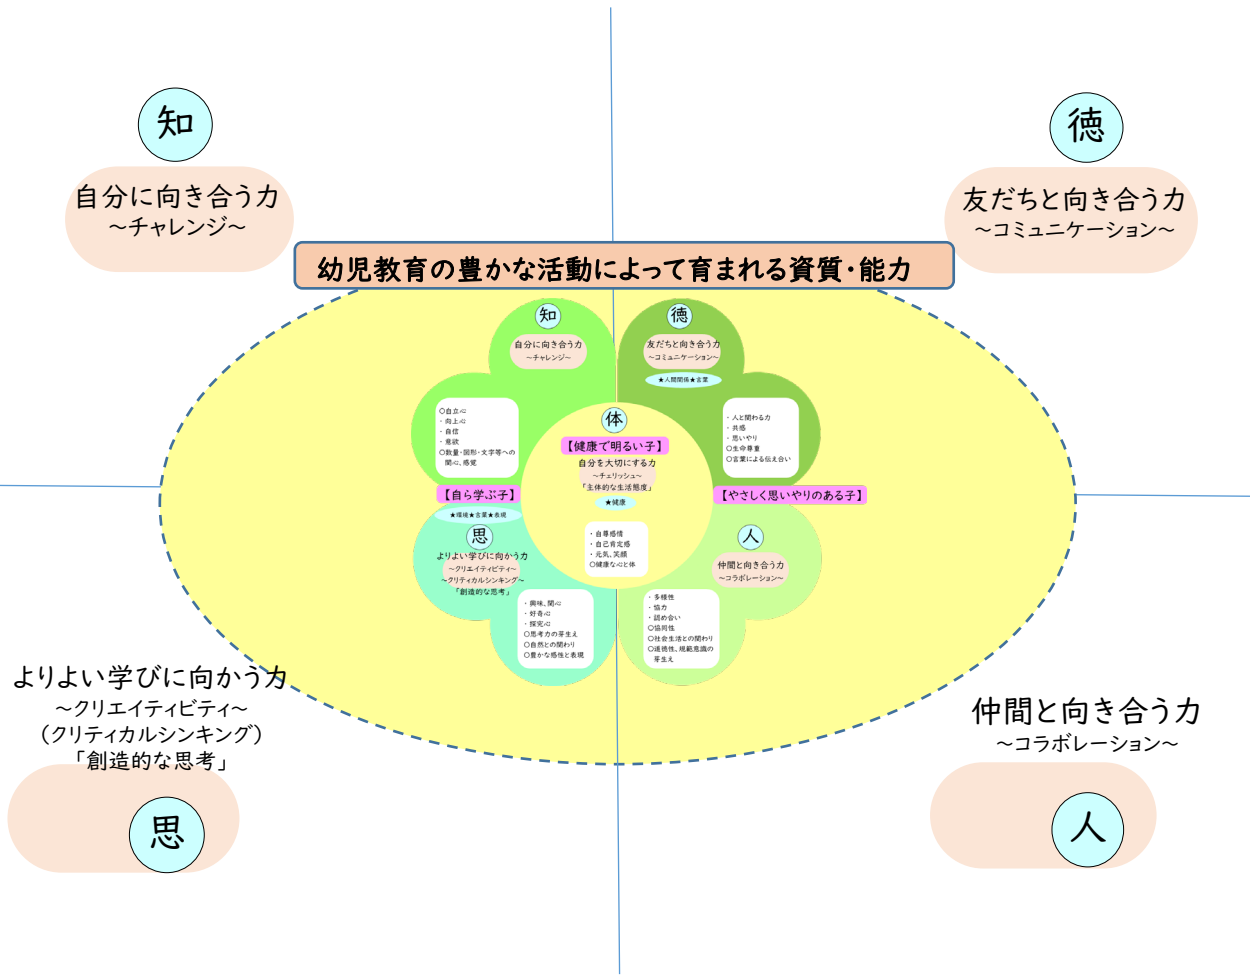 知
自分に向き合う力
～チャレンジ～
徳
友だちと向き合う力
～コミュニケーション～
幼児教育の豊かな活動によって育まれる資質・能力
知
自分に向き合う力
～チャレンジ～
徳
友だちと向き合う力
～コミュニケーション～
★人間関係★言葉
○自立心
・向上心
・自信
・意欲
○数量・図形・文字等への
関心、感覚
・人と関わる力
・共感
・思いやり
○生命尊重
○言葉による伝え合い
体
【健康で明るい子】
自分を大切にする力
～チェリッシュ～
「主体的な生活態度」
★健康
・自尊感情
・自己肯定感
・元気、笑顔
○健康な心と体
【自ら学ぶ子】
★環境★言葉★表現
【やさしく思いやりのある子】
思
よりよい学びに向かう力
～クリエイティビティ～
～クリティカルシンキング～
「創造的な思考」
・興味、関心
・好奇心
・探究心
○思考力の芽生え
○自然との関わり
○豊かな感性と表現
人
仲間と向き合う力
～コラボレーション～
・多様性
・協力
・認め合い
○協同性
○社会生活との関わり
○道徳性、規範意識の
芽生え
よりよい学びに向かう力
～クリエイティビティ～
（クリティカルシンキング）
「創造的な思考」
思
仲間と向き合う力
～コラボレーション～
人